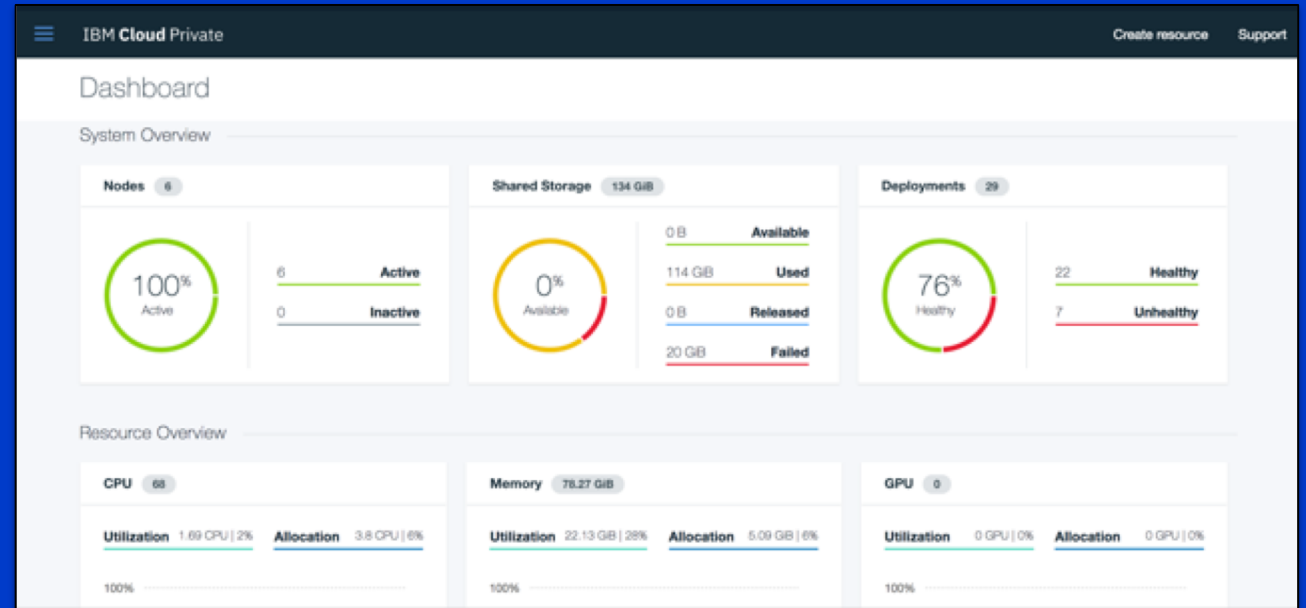 IBM Cloud Private Create resource Support
Dashboard
System Overview
Nodes 6
100%
Active
6 Active
0 Inactive
Shared Storage 134 GiB
0%
Available
0 B Available
114 GiB Used
0 B Released
20 GiB Failed
Deployments 29
76%
Healthy
22 Healthy
7 Unhealthy
Resource Overview
CPU 68
Utilization 1.69 CPU | 2% Allocation 3.8 CPU | 6%
100%
Memory 78.27 GiB
Utilization 22.13 GiB | 28% Allocation 5.09 GiB | 6%
100%
GPU 0
Utilization 0 GPU | 0% Allocation 0 GPU | 0%
100%